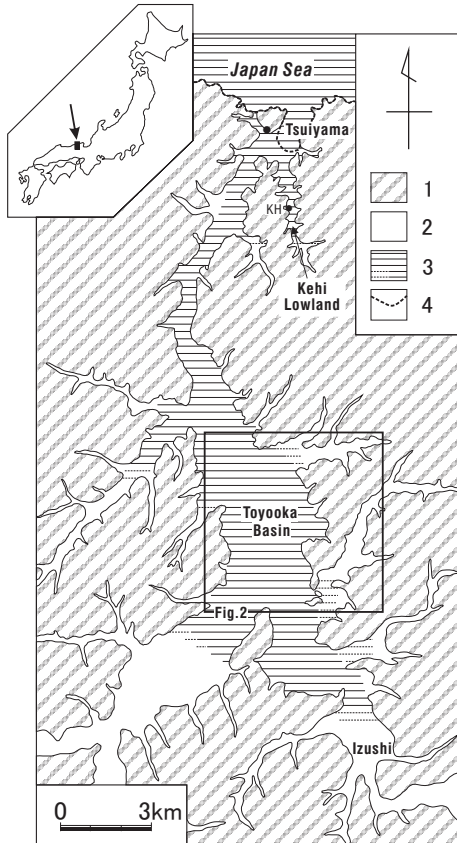 Japan Sea
Tsuiyama
KH
Kehi
Lowland
1
2
3
4
Toyooka
Basin
Fig.2
Izushi
0 3km